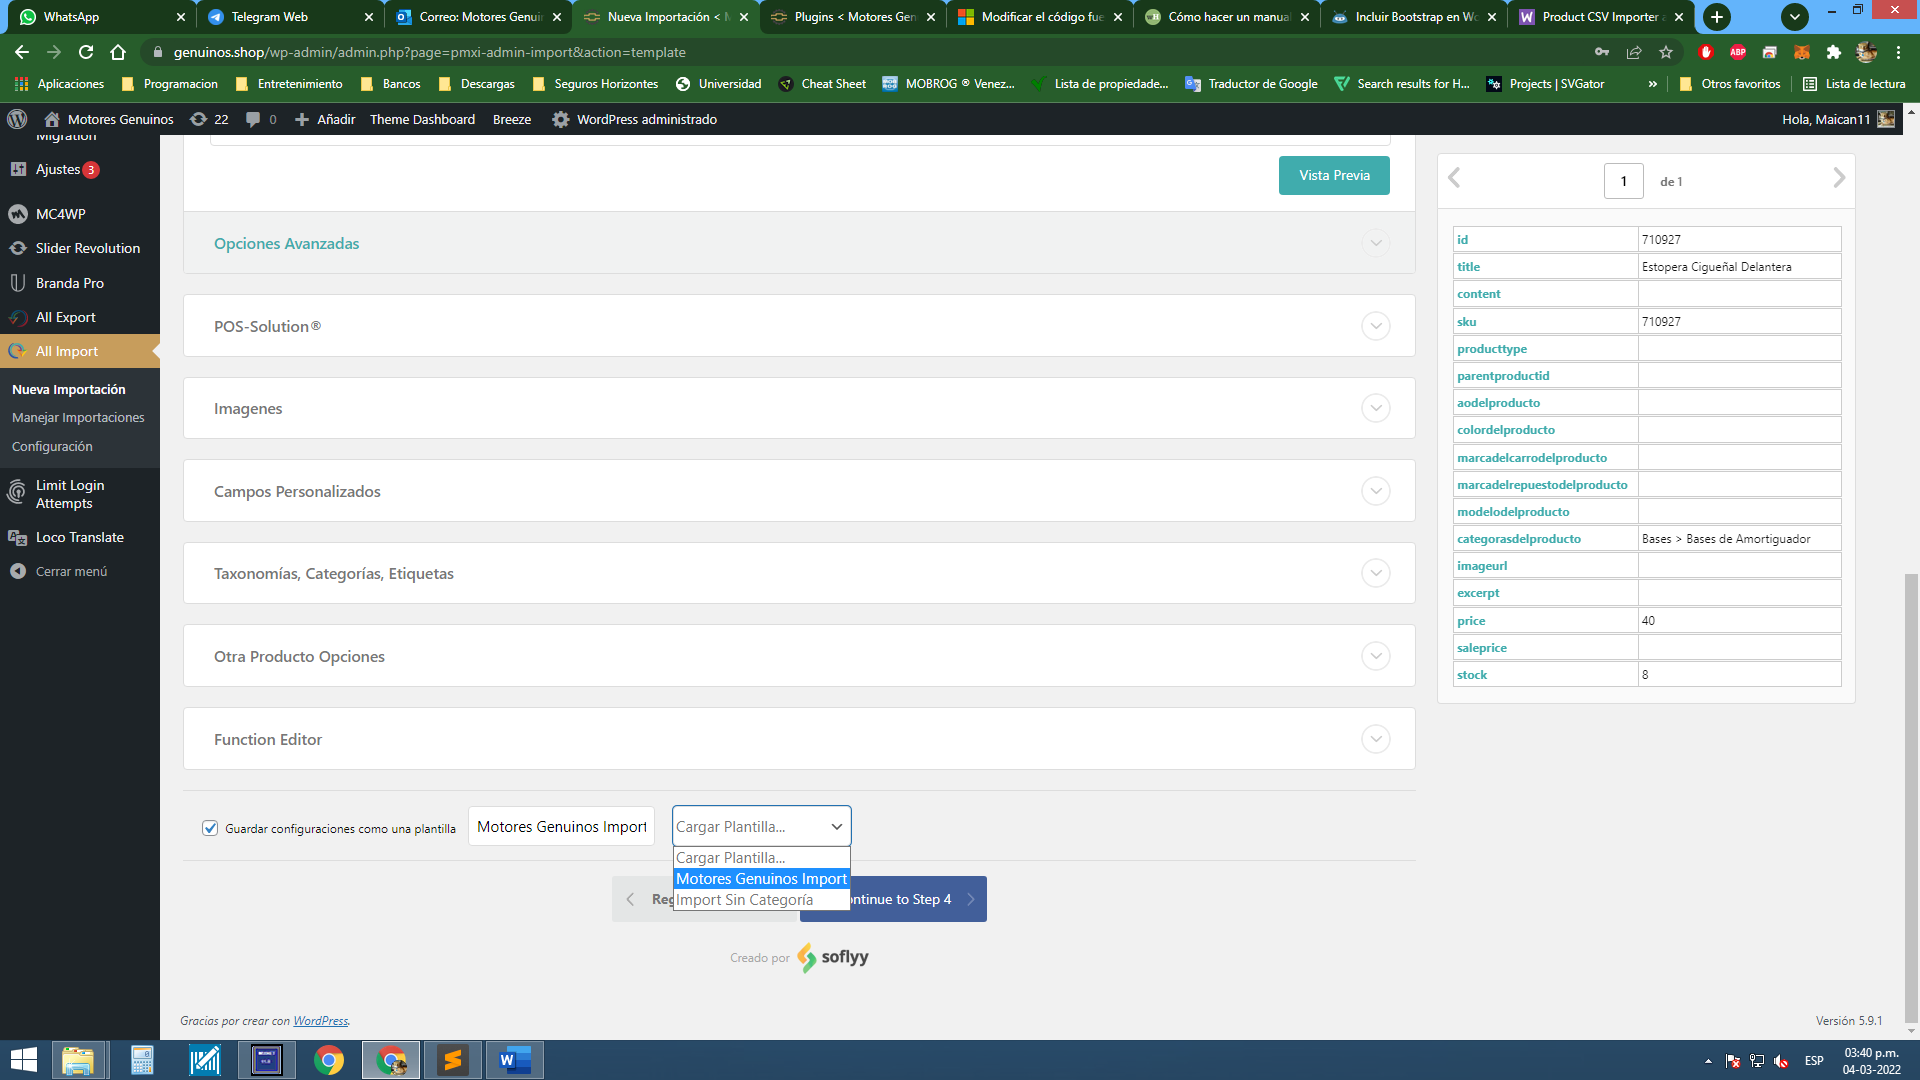 WhatsApp
Telegram Web
Correo: Motores Genuin
Nueva Importación < M
Plugins < Motores Gen
Modificar el código fue
Cómo hacer un manual
Incluir Bootstrap en Wo
Product CSV Importer a
genuinos.shop/wp-admin/admin.php?page=pmxi-admin-import&action=template
ABP
Aplicaciones
Programacion
Entretenimiento
Bancos
Descargas
Seguros Horizontes
Universidad
Cheat Sheet
MOBROG ® Venez...
Lista de propiedade...
Traductor de Google
Search results for H...
Projects | SVGator
»
Otros favoritos
Lista de lectura
Motores Genuinos
22
0
Añadir
Theme Dashboard
Breeze
WordPress administrado
Hola, Maican11
Migration
Ajustes 3
MC4WP
Slider Revolution
Branda Pro
All Export
All Import
Nueva Importación
Manejar Importaciones
Configuración
Limit Login
Attempts
Loco Translate
Cerrar menú
Vista Previa
Opciones Avanzadas
POS-Solution®
Imagenes
Campos Personalizados
Taxonomías, Categorías, Etiquetas
Otra Producto Opciones
Function Editor
Guardar configuraciones como una plantilla
Motores Genuinos Import
Cargar Plantilla...
Cargar Plantilla...
Motores Genuinos Import
Import Sin Categoría
Continue to Step 4
Creado por soflyy
Gracias por crear con WordPress.
Versión 5.9.1
1 de 1
id 710927
title Estopera Cigueñal Delantera
content
sku 710927
producttype
parentproductid
aodelproducto
colordelproducto
marcadelcarrodelproducto
marcadelrepuestodelproducto
modelodelproducto
categorasdelproducto Bases > Bases de Amortiguador
imageurl
excerpt
price 40
saleprice
stock 8
ESP
03:40 p.m.
04-03-2022